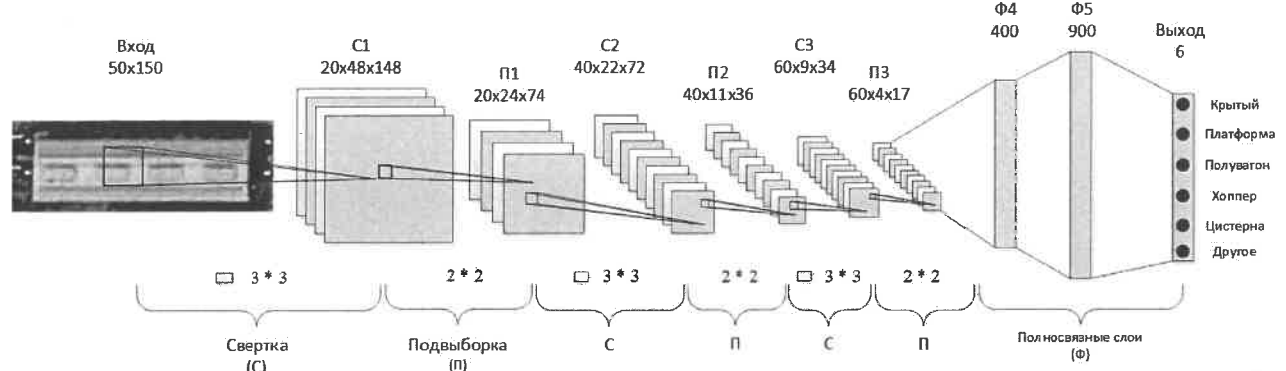 Вход
50x150
C1
20x48x148
П1
20x24x74
C2
40x22x72
П2
40x11x36
C3
60x9x34
П3
60x4x17
Ф4
400
Ф5
900
Выход
6
Крытый
Платформа
Полувагон
Хоппер
Цистерна
Другое
3 * 3
2 * 2
3 * 3
2 * 2
3 * 3
2 * 2
Свертка
(С)
Подвыборка
(П)
С
П
С
П
Полносвязные слои
(Ф)